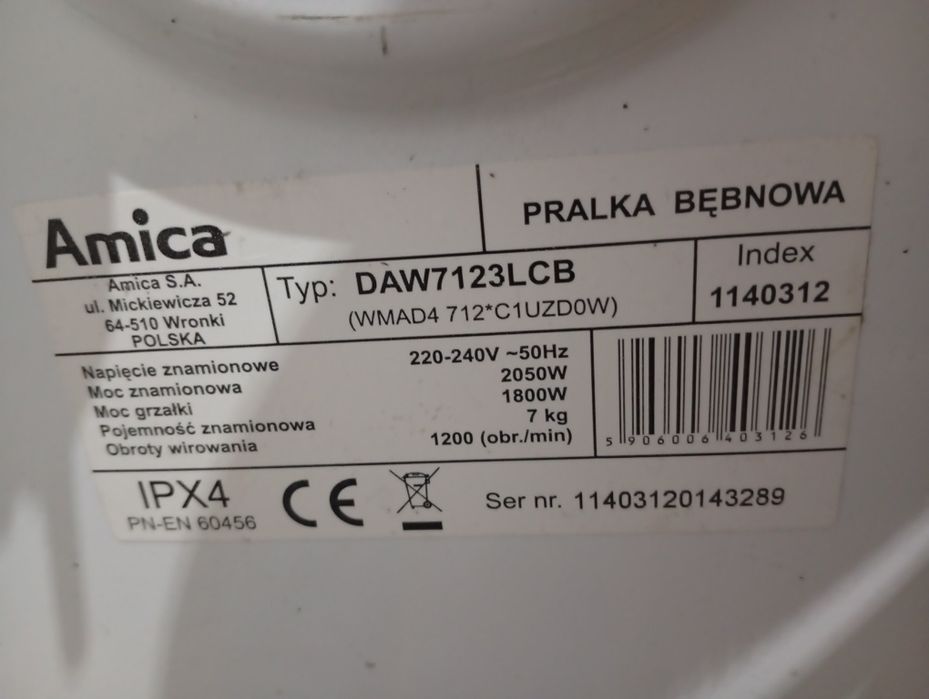 Amica
PRALKA BĘBNOWA
Amica S.A.
ul. Mickiewicza 52
64-510 Wronki
POLSKA
Typ: DAW7123LCB
(WMAD4 712*C1UZD0W)
Index
1140312
Napięcie znamionowe 220-240V ~50Hz
Moc znamionowa 2050W
Moc grzałki 1800W
Pojemność znamionowa 7 kg
Obroty wirowania 1200 (obr./min)
5 906006 403126
IPX4
PN-EN 60456
CE
Ser nr. 11403120143289